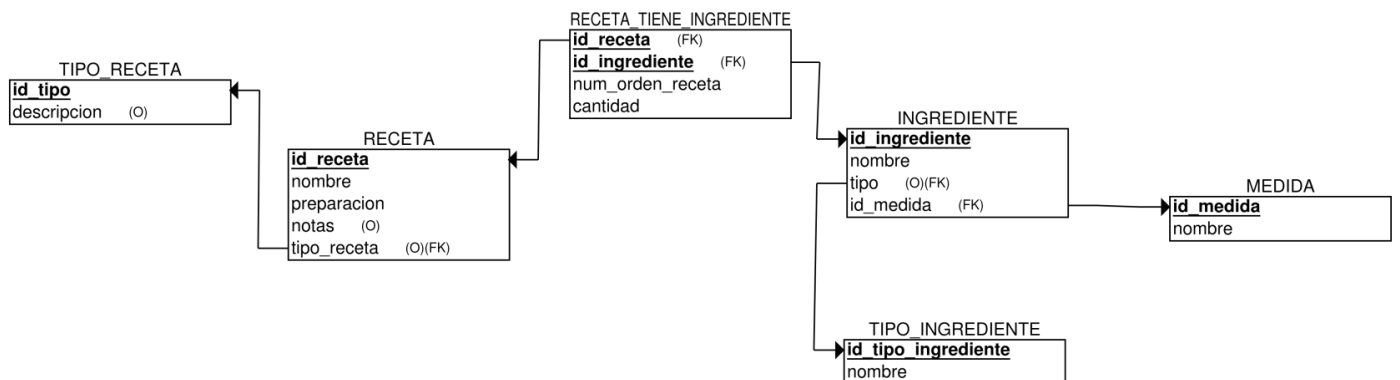 TIPO_RECETA
id_tipo
descripcion (O)
RECETA
id_receta
nombre
preparacion
notas (O)
tipo_receta (O)(FK)
RECETA_TIENE_INGREDIENTE
id_receta (FK)
id_ingrediente (FK)
num_orden_receta
cantidad
INGREDIENTE
id_ingrediente
nombre
tipo (O)(FK)
id_medida (FK)
MEDIDA
id_medida
nombre
TIPO_INGREDIENTE
id_tipo_ingrediente
nombre